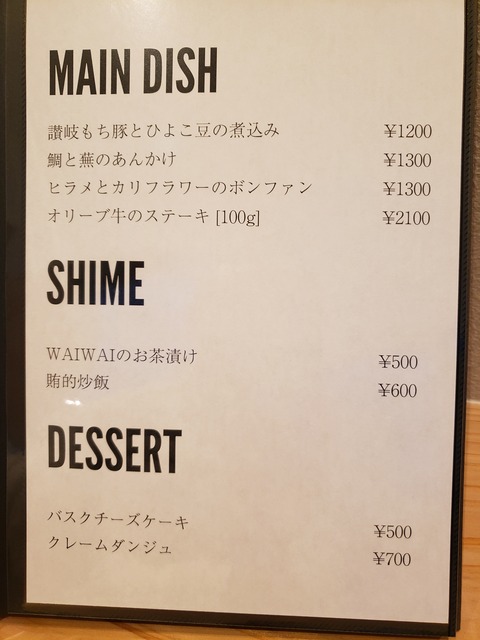 MAIN DISH
讃岐もち豚とひよこ豆の煮込み ¥1200
鯛と蕪のあんかけ ¥1300
ヒラメとカリフラワーのボンファン ¥1300
オリーブ牛のステーキ [100g] ¥2100
SHIME
WAIWAIのお茶漬け ¥500
賄的炒飯 ¥600
DESSERT
バスクチーズケーキ ¥500
クレームダンジュ ¥700